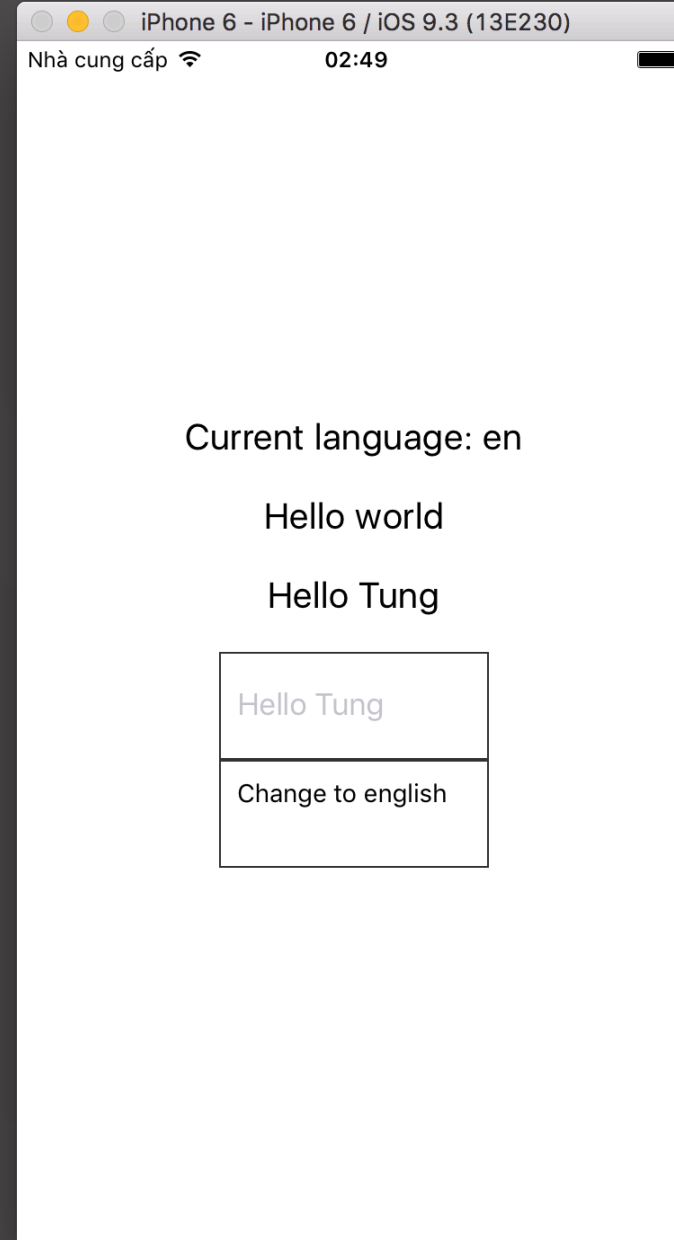 iPhone 6 - iPhone 6 / iOS 9.3 (13E230)
Nhà cung cấp 02:49
Current language: en
Hello world
Hello Tung
Hello Tung
Change to english